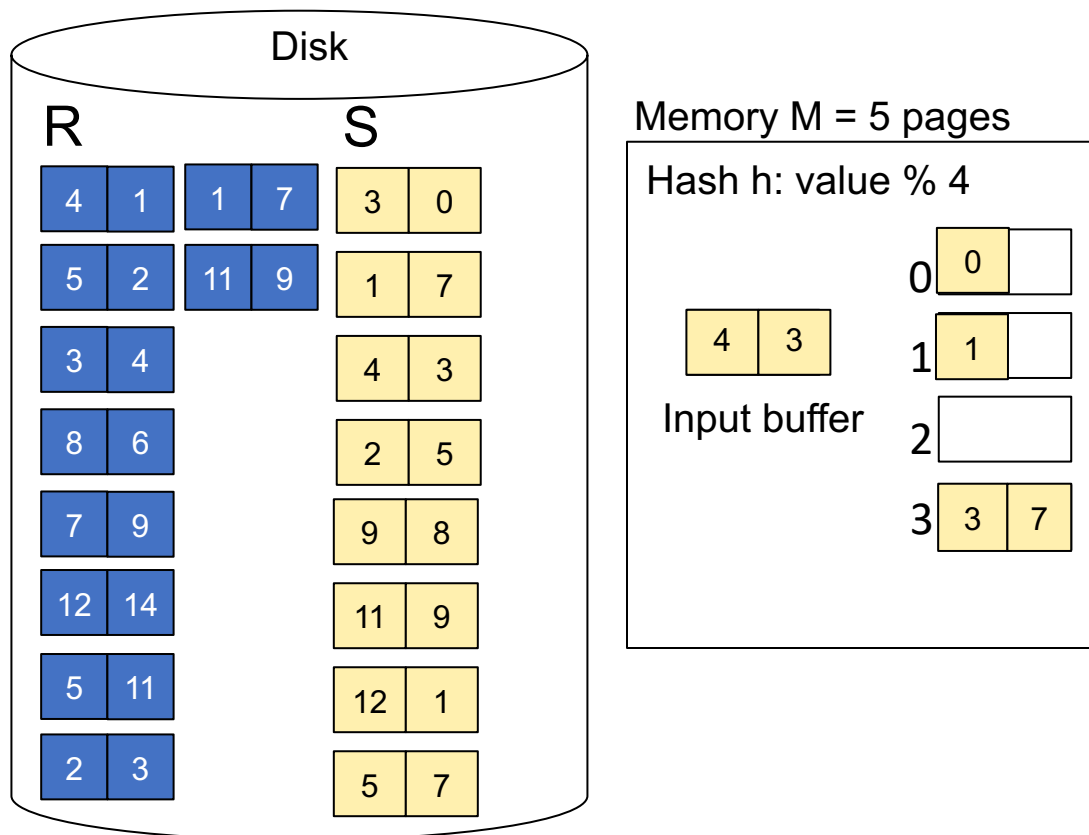 Disk
R S
4 1 1 7 3 0
5 2 11 9 1 7
3 4 4 3
8 6 2 5
7 9 9 8
12 14 11 9
5 11 12 1
2 3 5 7
Memory M = 5 pages
Hash h: value % 4
0 0
4 3
Input buffer
1 1
2
3 3 7